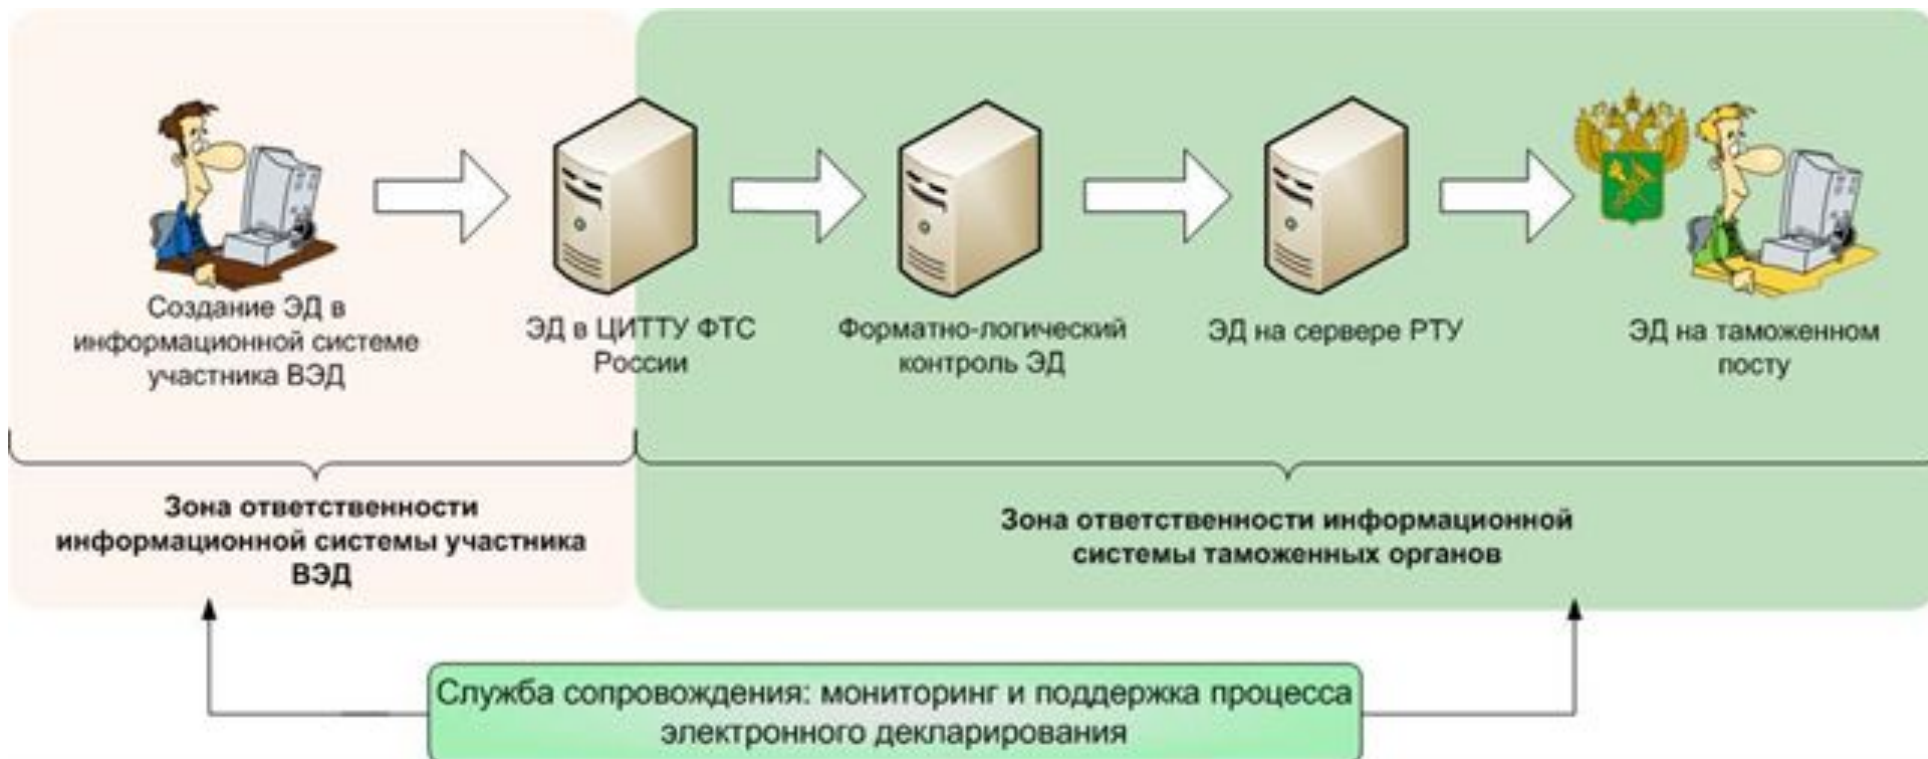 Создание ЭД в
информационной системе
участника ВЭД
ЭД в ЦИТТУ ФТС
России
Форматно-логический
контроль ЭД
ЭД на сервере РТУ
ЭД на таможенном
посту
Зона ответственности
информационной системы участника
ВЭД
Зона ответственности информационной
системы таможенных органов
Служба сопровождения: мониторинг и поддержка процесса
электронного декларирования